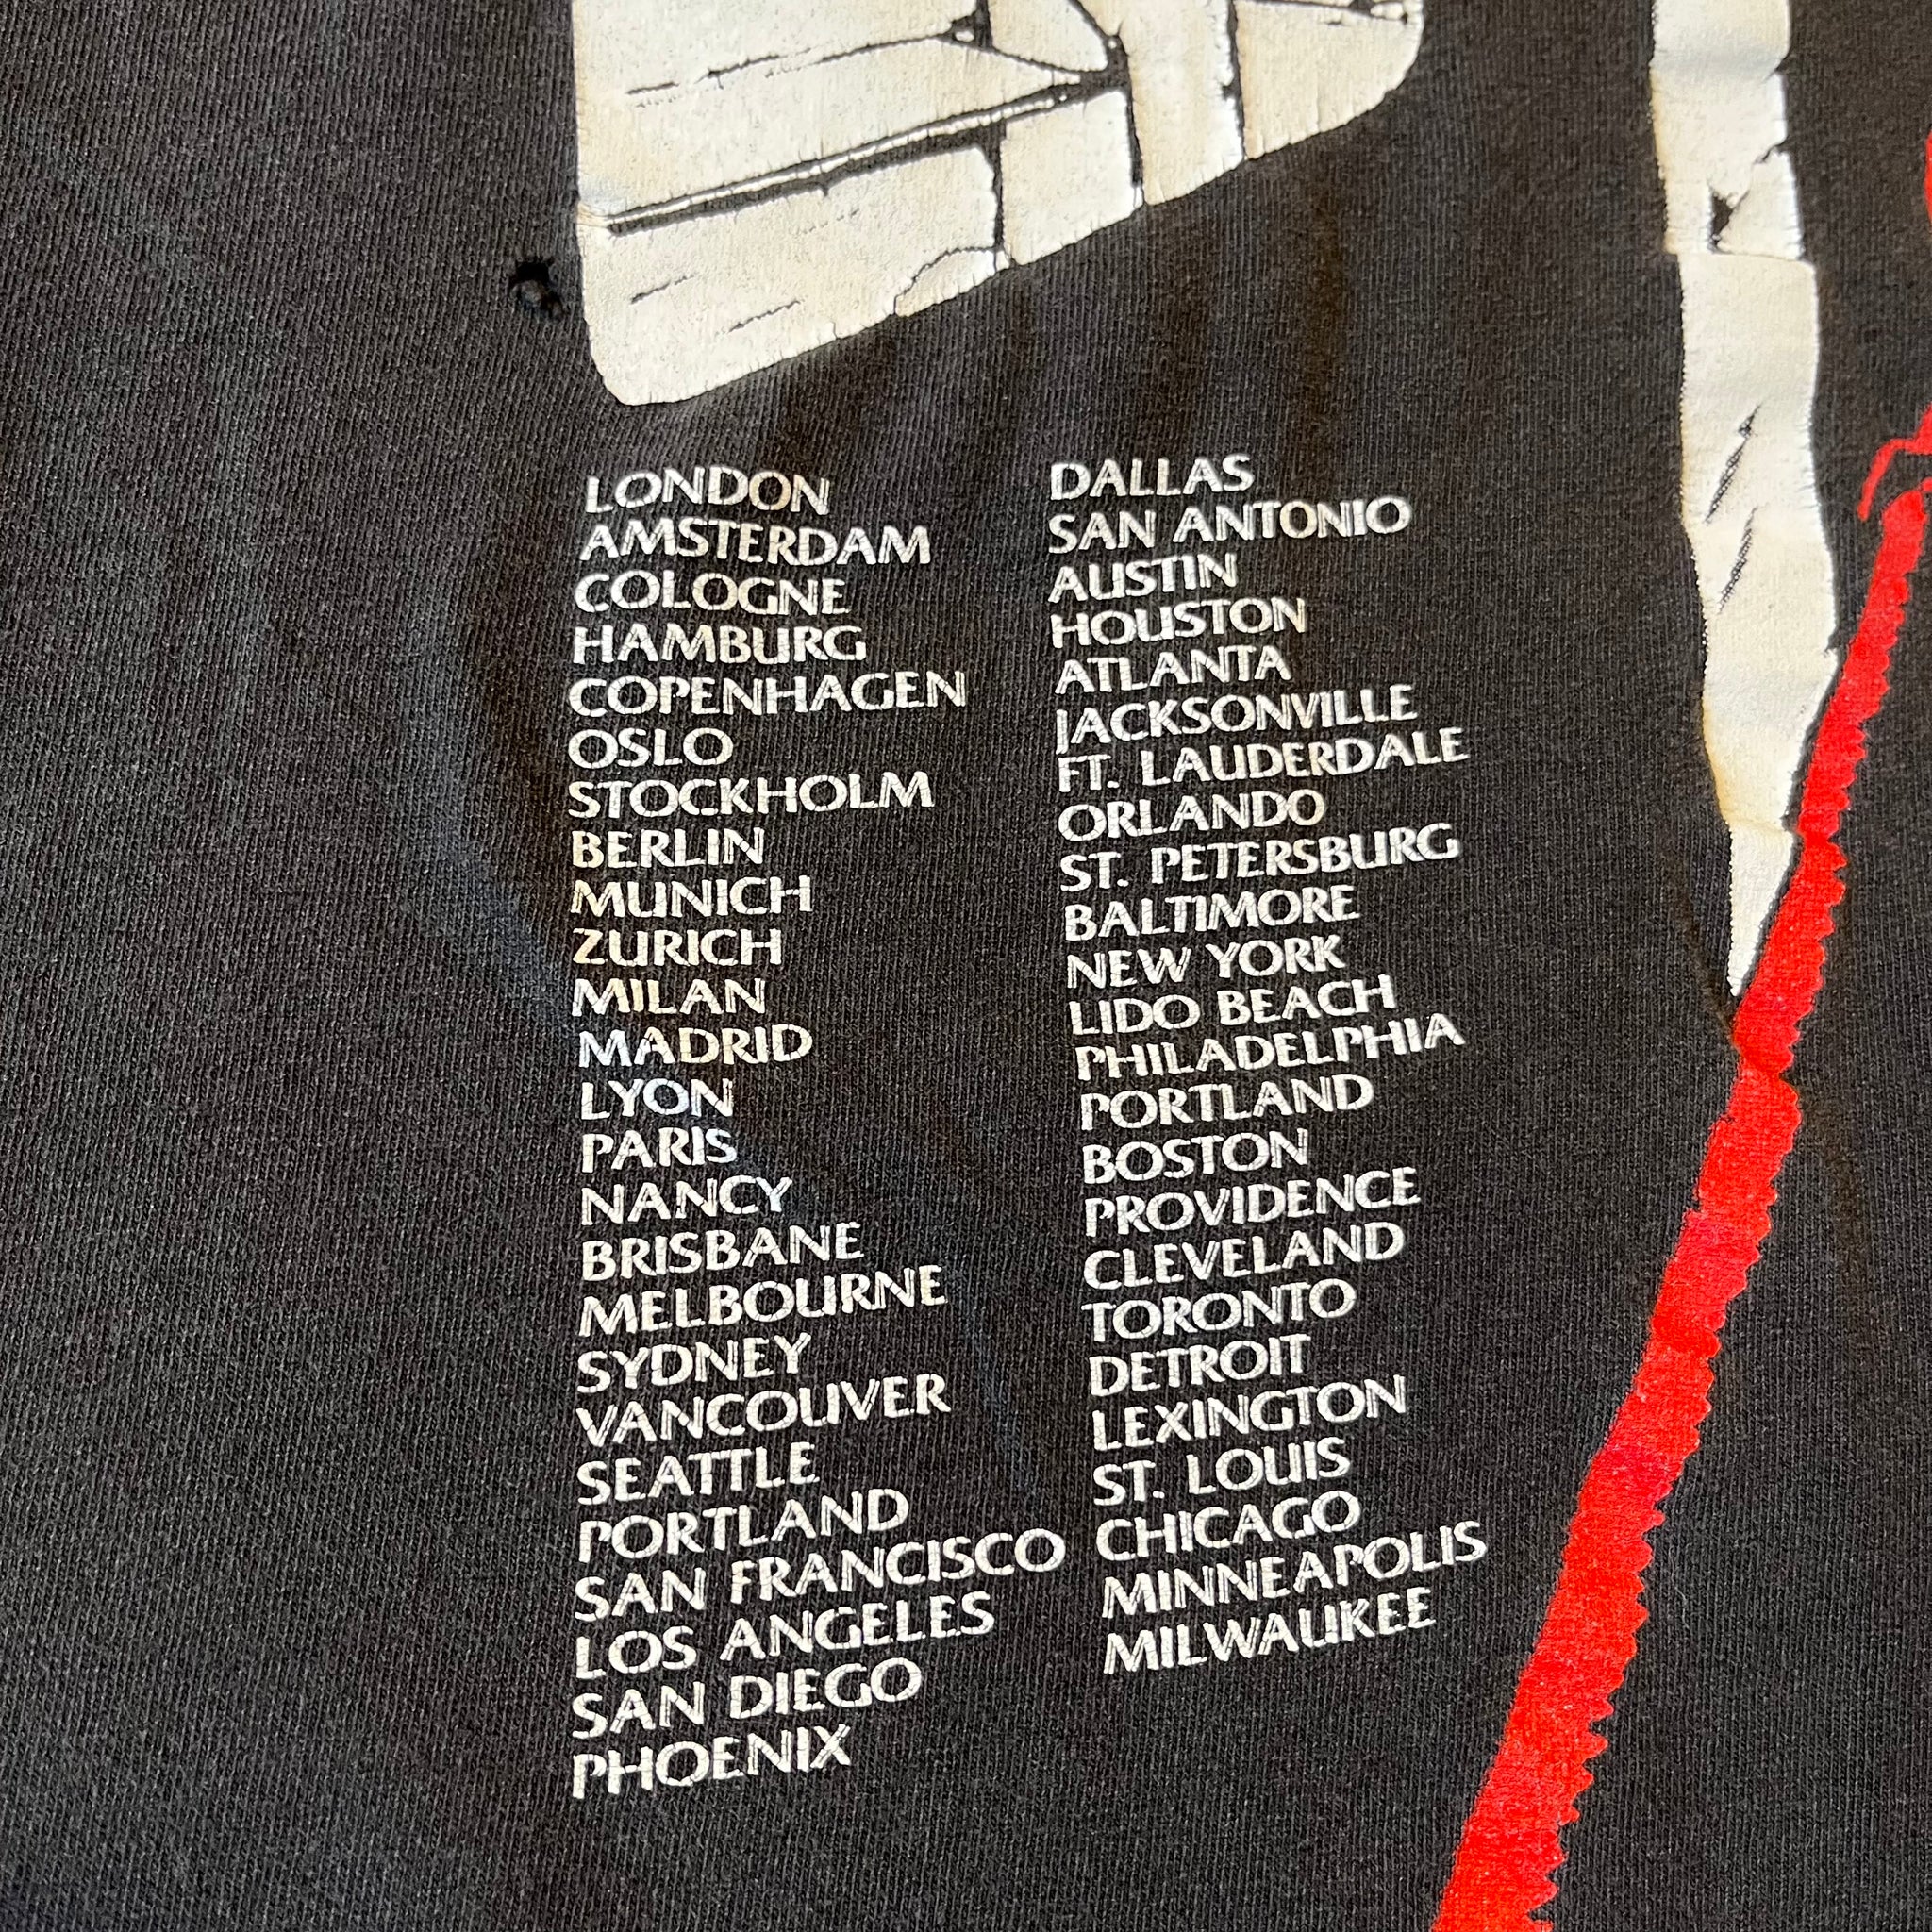 LONDON
AMSTERDAM
COLOGNE
HAMBURG
COPENHAGEN
OSLO
STOCKHOLM
BERLIN
MUNICH
ZURICH
MILAN
MADRID
LYON
PARIS
NANCY
BRISBANE
MELBOURNE
SYDNEY
VANCOUVER
SEATTLE
PORTLAND
SAN FRANCISCO
LOS ANGELES
SAN DIEGO
PHOENIX
DALLAS
SAN ANTONIO
AUSTIN
HOUSTON
ATLANTA
JACKSONVILLE
FT. LAUDERDALE
ORLANDO
ST. PETERSBURG
BALTIMORE
NEW YORK
LIDO BEACH
PHILADELPHIA
PORTLAND
BOSTON
PROVIDENCE
CLEVELAND
TORONTO
DETROIT
LEXINGTON
ST. LOUIS
CHICAGO
MINNEAPOLIS
MILWAUKEE